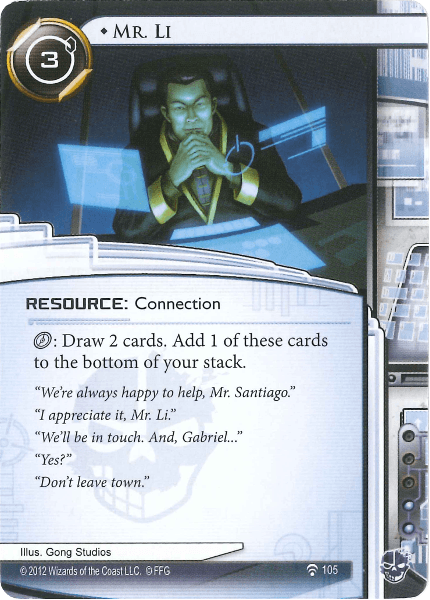 ♦ MR. LI
3
RESOURCE: Connection
: Draw 2 cards. Add 1 of these cards
to the bottom of your stack.
“We're always happy to help, Mr. Santiago.”
“I appreciate it, Mr. Li.”
“We'll be in touch. And, Gabriel...”
“Yes?”
“Don't leave town.”
Illus. Gong Studios
© 2012 Wizards of the Coast LLC. © FFG
105